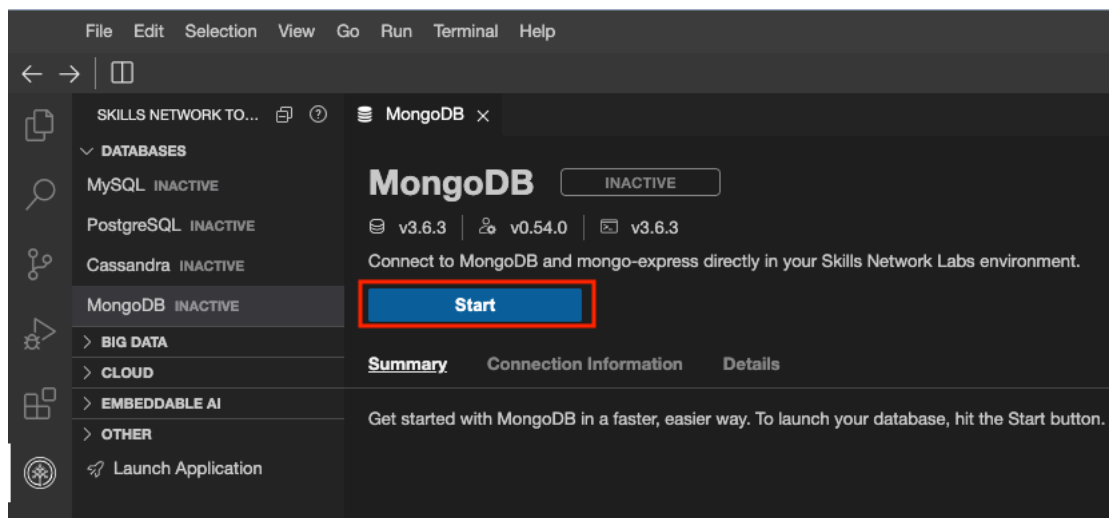 File Edit Selection View Go Run Terminal Help
SKILLS NETWORK TO...
DATABASES
MySQL INACTIVE
PostgreSQL INACTIVE
Cassandra INACTIVE
MongoDB INACTIVE
BIG DATA
CLOUD
EMBEDDABLE AI
OTHER
Launch Application
MongoDB
MongoDB INACTIVE
v3.6.3 v0.54.0 v3.6.3
Connect to MongoDB and mongo-express directly in your Skills Network Labs environment.
Start
Summary Connection Information Details
Get started with MongoDB in a faster, easier way. To launch your database, hit the Start button.